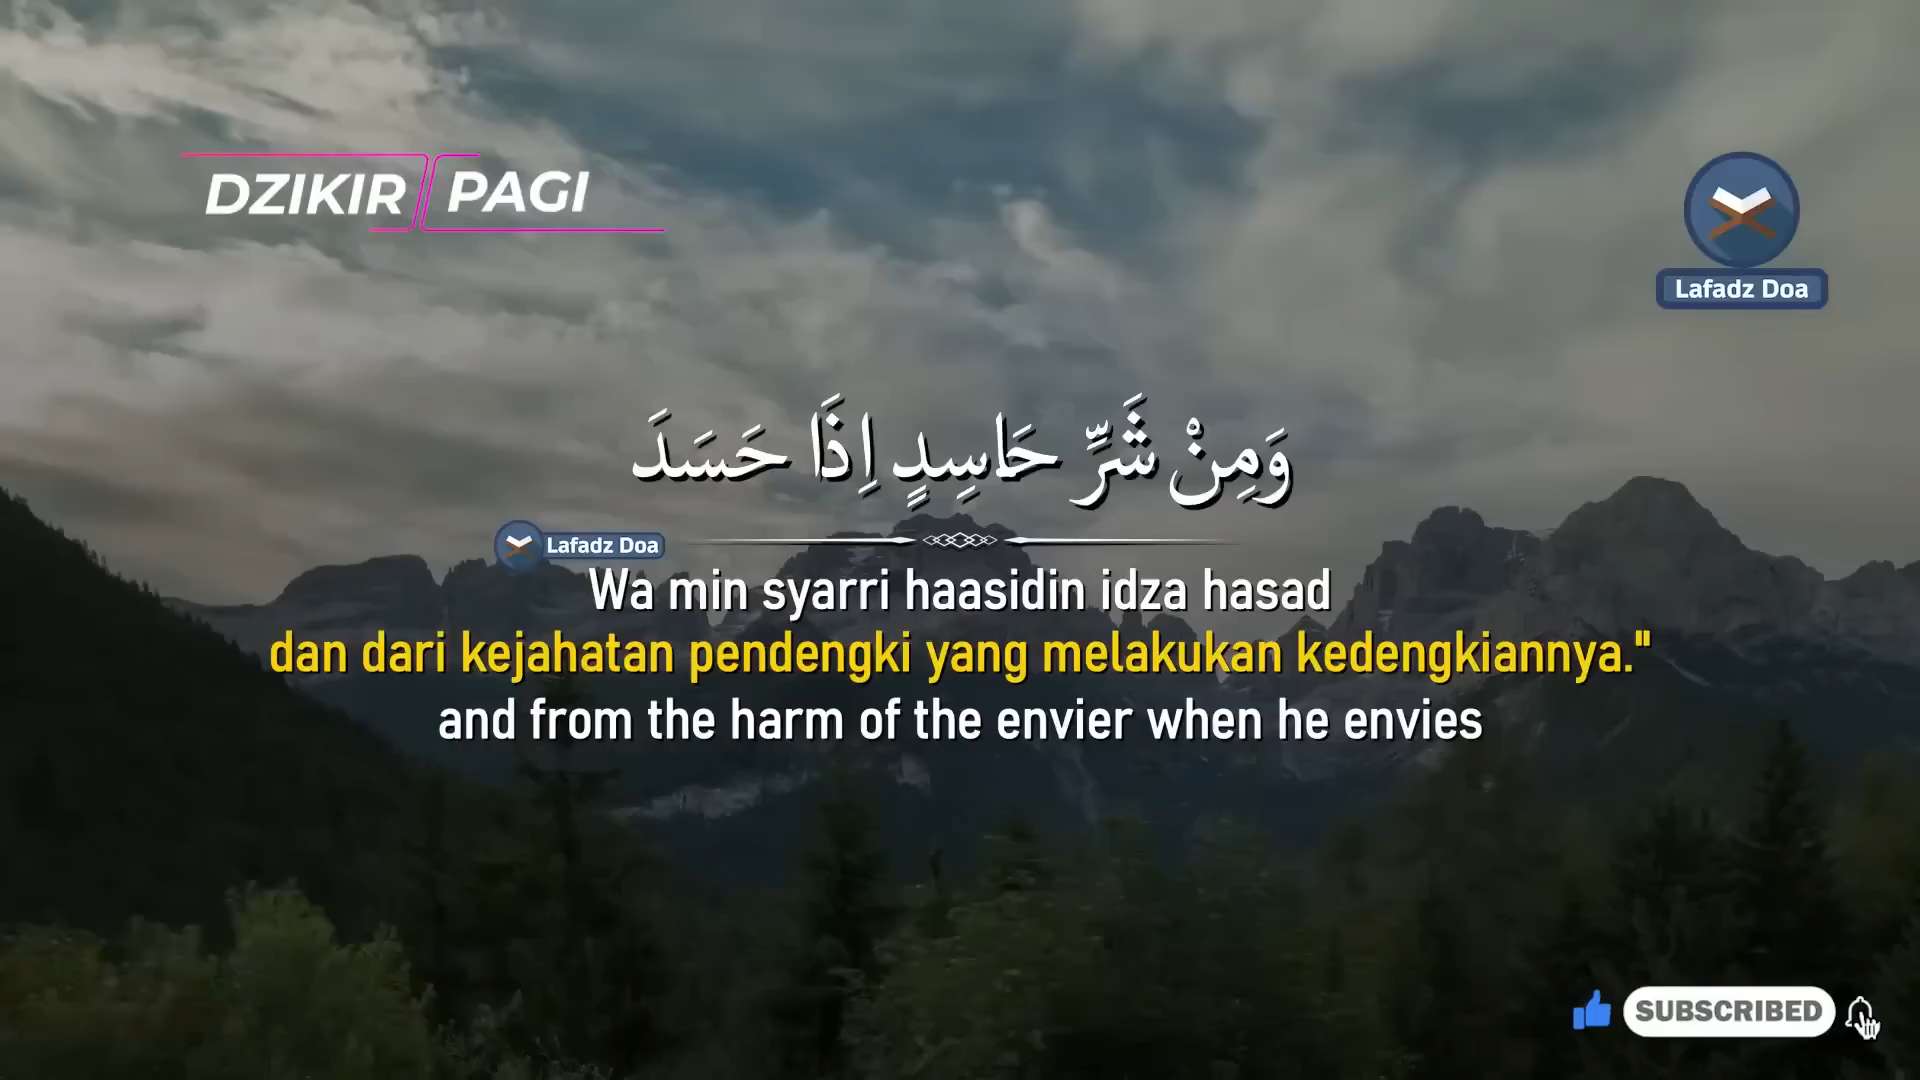 DZIKIR PAGI
Lafadz Doa
وَمِنْ شَرِّ حَاسِدٍ اِذَا حَسَدَ
Lafadz Doa
Wa min syarri haasidin idza hasad
dan dari kejahatan pendengki yang melakukan kedengkiannya."
and from the harm of the envier when he envies
SUBSCRIBED